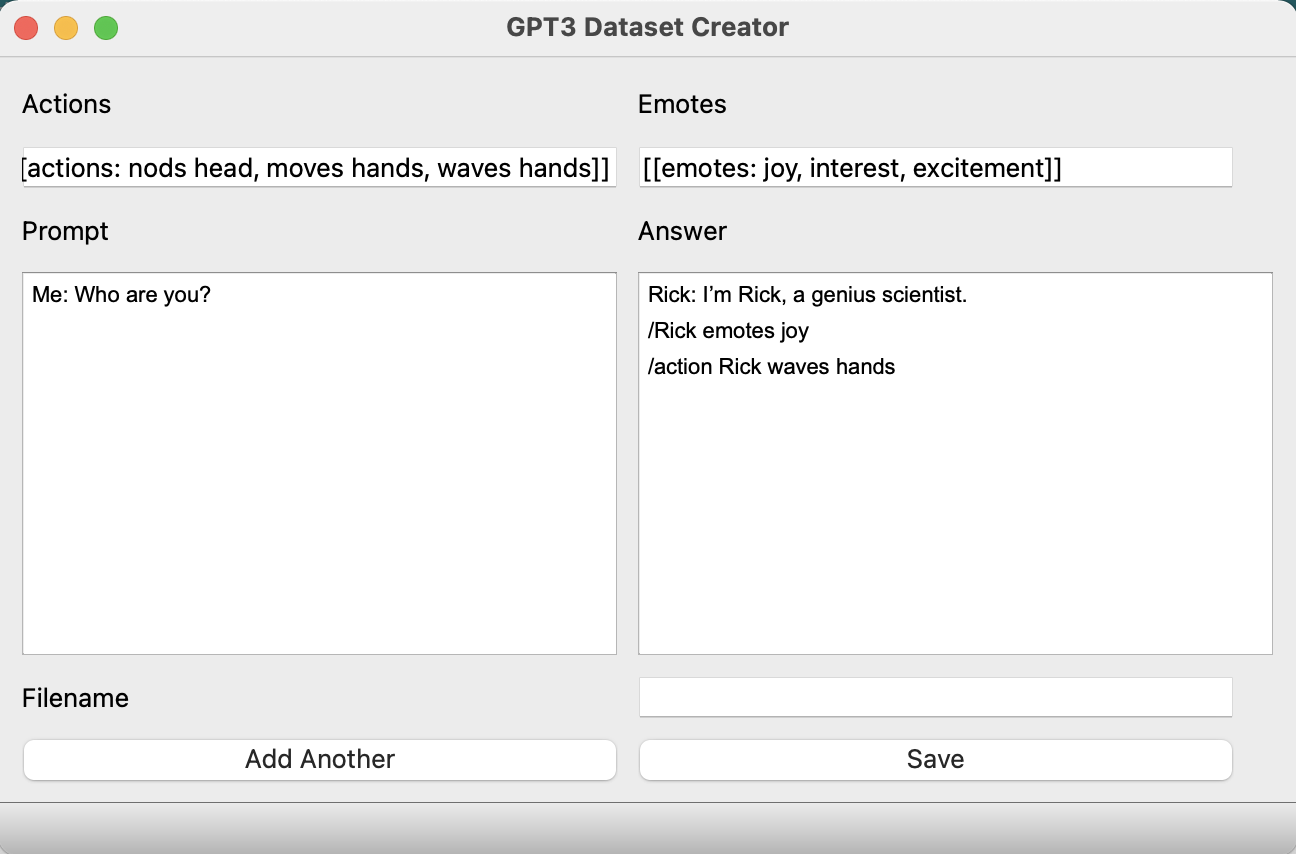 GPT3 Dataset Creator
Actions
Emotes
[actions: nods head, moves hands, waves hands]]
[[emotes: joy, interest, excitement]]
Prompt
Answer
Me: Who are you?
Rick: I’m Rick, a genius scientist.
/Rick emotes joy
/action Rick waves hands
Filename
Add Another
Save